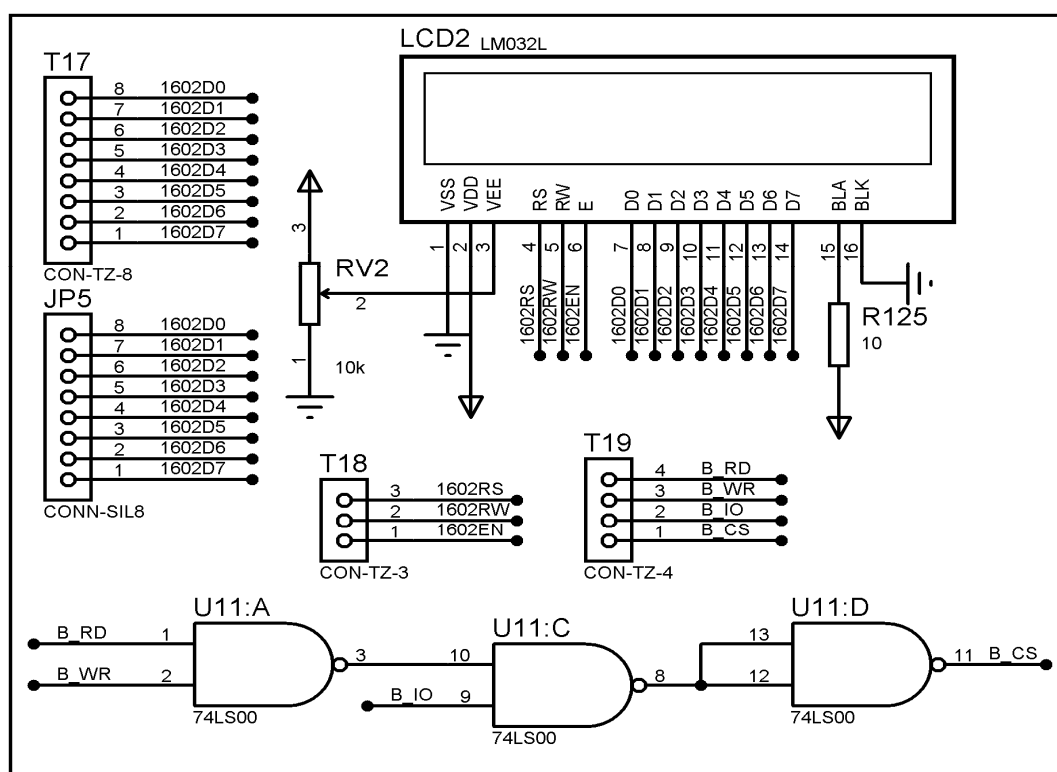 LCD2 LM032L
T17
8 1602D0
7 1602D1
6 1602D2
5 1602D3
4 1602D4
3 1602D5
2 1602D6
1 1602D7
CON-TZ-8
JP5
8 1602D0
7 1602D1
6 1602D2
5 1602D3
4 1602D4
3 1602D5
2 1602D6
1 1602D7
CONN-SIL8
3
RV2
2
1
10k
VSS VDD VEE RS RW E D0 D1 D2 D3 D4 D5 D6 D7 BLA BLK
1 2 3 4 5 6 7 8 9 10 11 12 13 14 15 16
1602RS 1602RW 1602EN 1602D0 1602D1 1602D2 1602D3 1602D4 1602D5 1602D6 1602D7
R125
10
T18
3 1602RS
2 1602RW
1 1602EN
CON-TZ-3
T19
4 B_RD
3 B_WR
2 B_IO
1 B_CS
CON-TZ-4
U11:A
B_RD 1
B_WR 2
3
74LS00
U11:C
10
B_IO 9
8
74LS00
U11:D
13
12
11 B_CS
74LS00